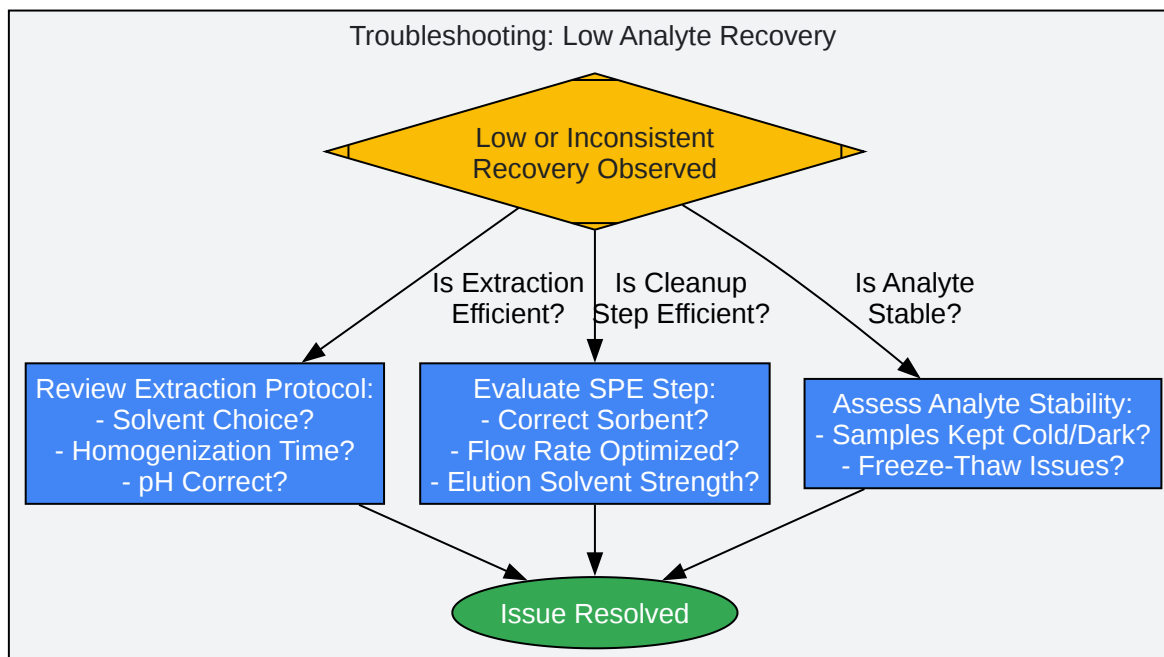 Troubleshooting: Low Analyte Recovery
Low or Inconsistent
Recovery Observed
Is Extraction
Efficient?
Is Cleanup
Step Efficient?
Is Analyte
Stable?
Review Extraction Protocol:
- Solvent Choice?
- Homogenization Time?
- pH Correct?
Evaluate SPE Step:
- Correct Sorbent?
- Flow Rate Optimized?
- Elution Solvent Strength?
Assess Analyte Stability:
- Samples Kept Cold/Dark?
- Freeze-Thaw Issues?
Issue Resolved